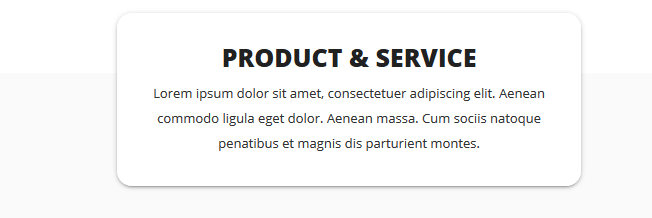 PRODUCT & SERVICE
Lorem ipsum dolor sit amet, consectetuer adipiscing elit. Aenean
commodo ligula eget dolor. Aenean massa. Cum sociis natoque
penatibus et magnis dis parturient montes.